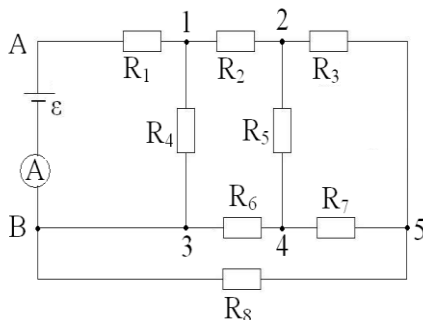 1 2
A
R₁ R₂ R₃
ε
R₄ R₅
A
R₆ R₇
B
3 4 5
R₈